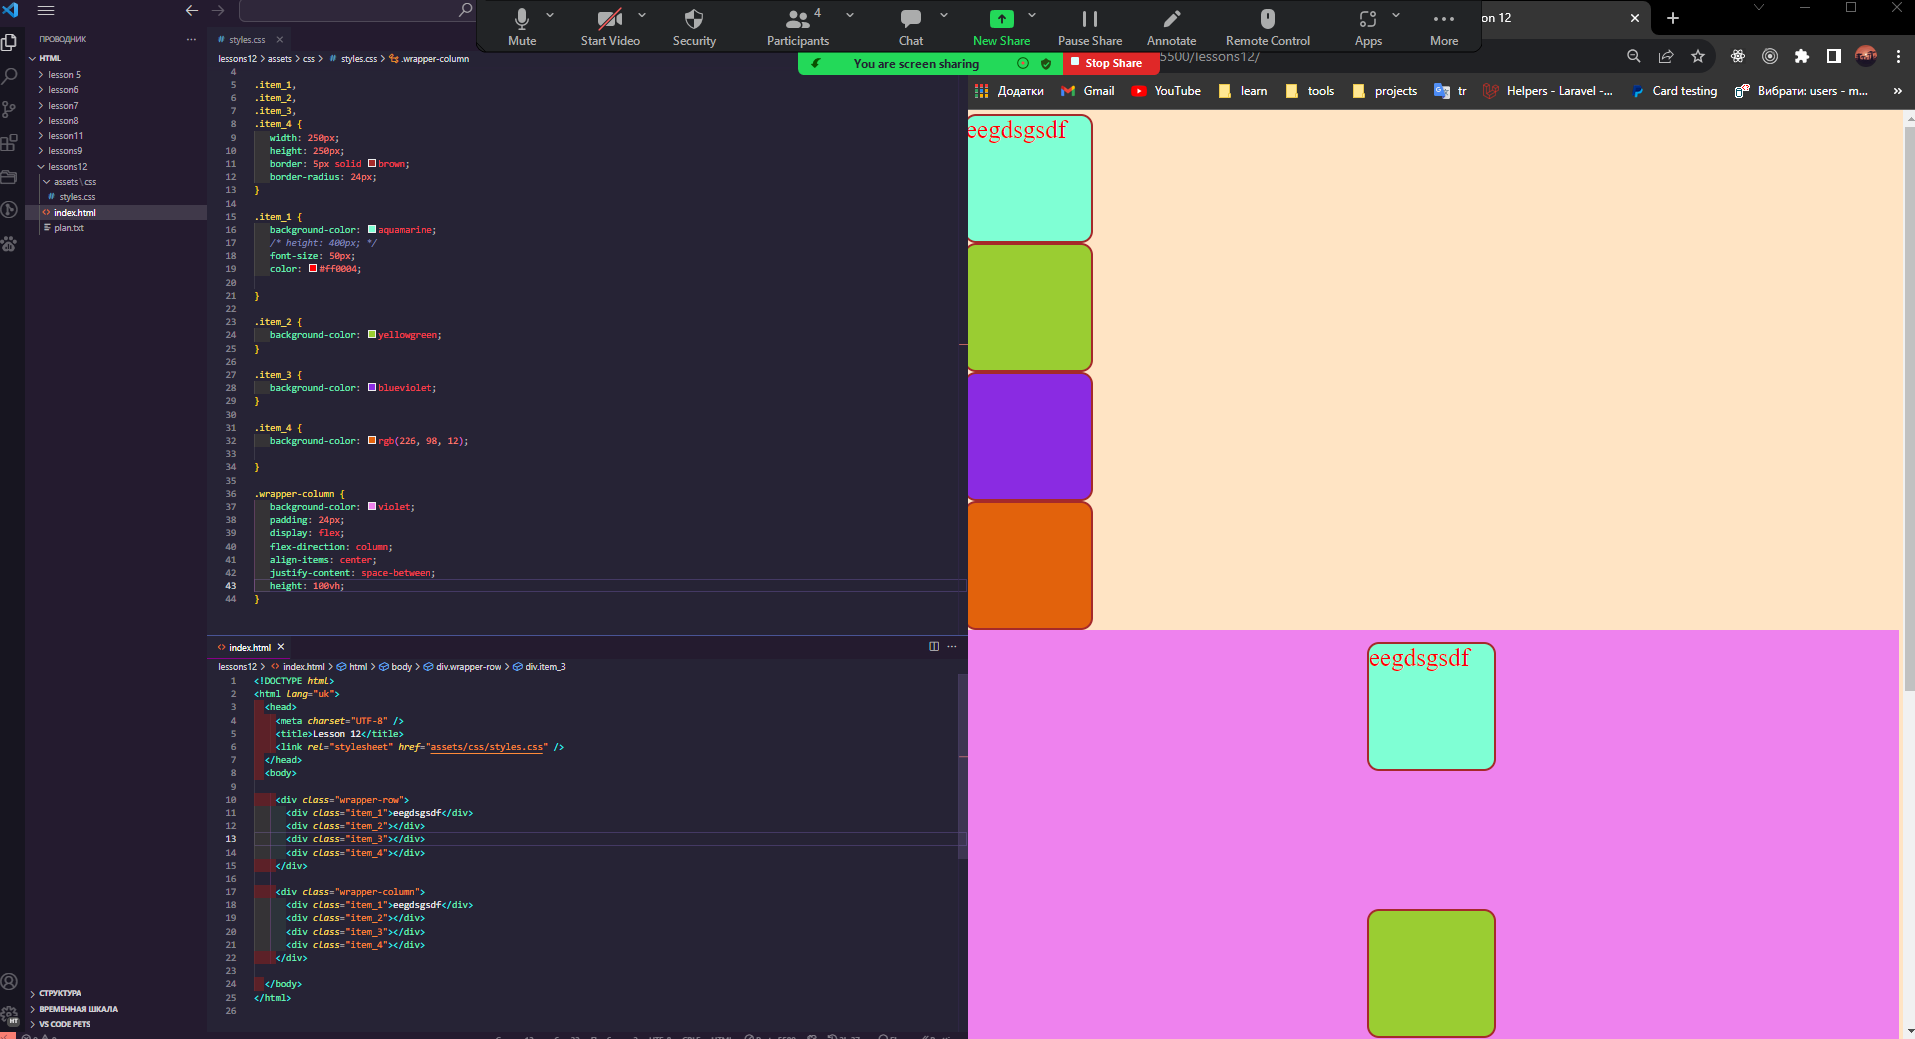 Mute
Start Video
Security
4
Participants
Chat
New Share
Pause Share
Annotate
Remote Control
Apps
More
You are screen sharing
Stop Share
on 12
5500/lessons12/
Додатки
Gmail
YouTube
learn
tools
projects
tr
Helpers - Laravel -...
Card testing
Вибрати: users - m...
»
ПРОВОДНИК
HTML
lesson 5
lesson6
lesson7
lesson8
lesson11
lessons9
lessons12
assets \ css
# styles.css
index.html
plan.txt
СТРУКТУРА
ВРЕМЕННАЯ ШКАЛА
VS CODE PETS
# styles.css
lessons12 > assets > css > # styles.css > .wrapper-column
4
5 .item_1,
6 .item_2,
7 .item_3,
8 .item_4 {
9 width: 250px;
10 height: 250px;
11 border: 5px solid brown;
12 border-radius: 24px;
13 }
14
15 .item_1 {
16 background-color: aquamarine;
17 /* height: 400px; */
18 font-size: 50px;
19 color: #ff0004;
20
21 }
22
23 .item_2 {
24 background-color: yellowgreen;
25 }
26
27 .item_3 {
28 background-color: blueviolet;
29 }
30
31 .item_4 {
32 background-color: rgb(226, 98, 12);
33
34 }
35
36 .wrapper-column {
37 background-color: violet;
38 padding: 24px;
39 display: flex;
40 flex-direction: column;
41 align-items: center;
42 justify-content: space-between;
43 height: 100vh;
44 }
index.html
lessons12 > index.html > html > body > div.wrapper-row > div.item_3
1 <!DOCTYPE html>
2 <html lang="uk">
3 <head>
4 <meta charset="UTF-8" />
5 <title>Lesson 12</title>
6 <link rel="stylesheet" href="assets/css/styles.css" />
7 </head>
8 <body>
9
10 <div class="wrapper-row">
11 <div class="item_1">eegdsgsdf</div>
12 <div class="item_2"></div>
13 <div class="item_3"></div>
14 <div class="item_4"></div>
15 </div>
16
17 <div class="wrapper-column">
18 <div class="item_1">eegdsgsdf</div>
19 <div class="item_2"></div>
20 <div class="item_3"></div>
21 <div class="item_4"></div>
22 </div>
23
24 </body>
25 </html>
26
eegdsgsdf
eegdsgsdf